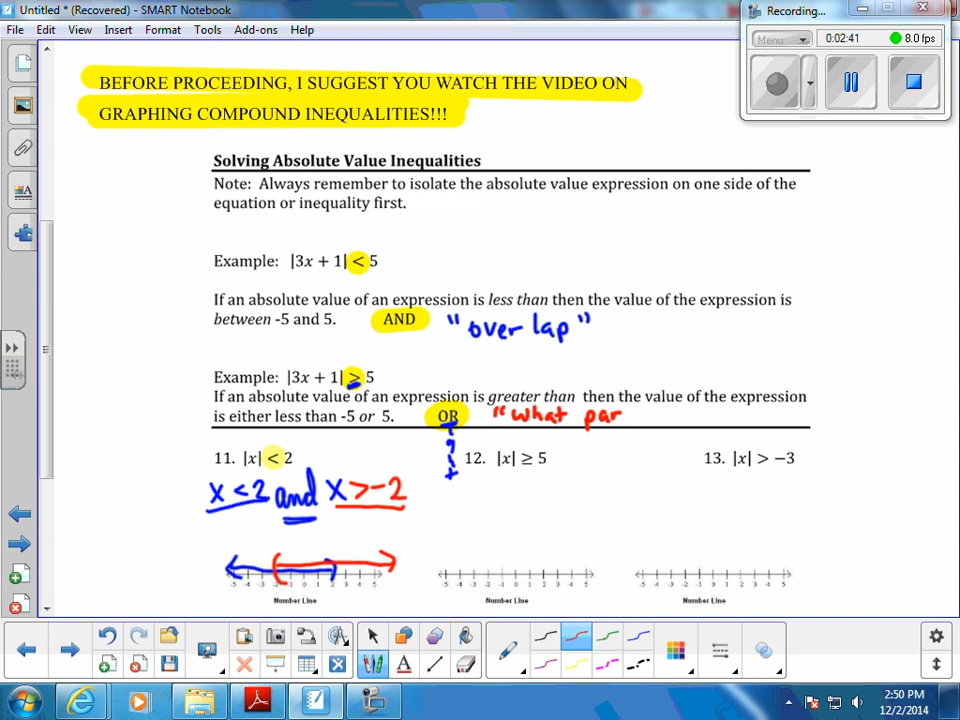 Untitled * (Recovered) - SMART Notebook
File Edit View Insert Format Tools Add-ons Help
Recording...
Menu 0:02:41 8.0 fps
BEFORE PROCEEDING, I SUGGEST YOU WATCH THE VIDEO ON
GRAPHING COMPOUND INEQUALITIES!!!
Solving Absolute Value Inequalities
Note: Always remember to isolate the absolute value expression on one side of the
equation or inequality first.
Example: |3x + 1| < 5
If an absolute value of an expression is less than then the value of the expression is
between -5 and 5. AND "overlap"
Example: |3x + 1| ≥ 5
If an absolute value of an expression is greater than then the value of the expression
is either less than -5 or 5. OR "what par
11. |x| < 2 12. |x| ≥ 5 13. |x| > −3
x < 2 and x > -2
-5 -4 -3 -2 -1 0 1 2 3 4 5 -5 -4 -3 -2 -1 0 1 2 3 4 5 -5 -4 -3 -2 -1 0 1 2 3 4 5
Number Line Number Line Number Line
2:50 PM
12/2/2014